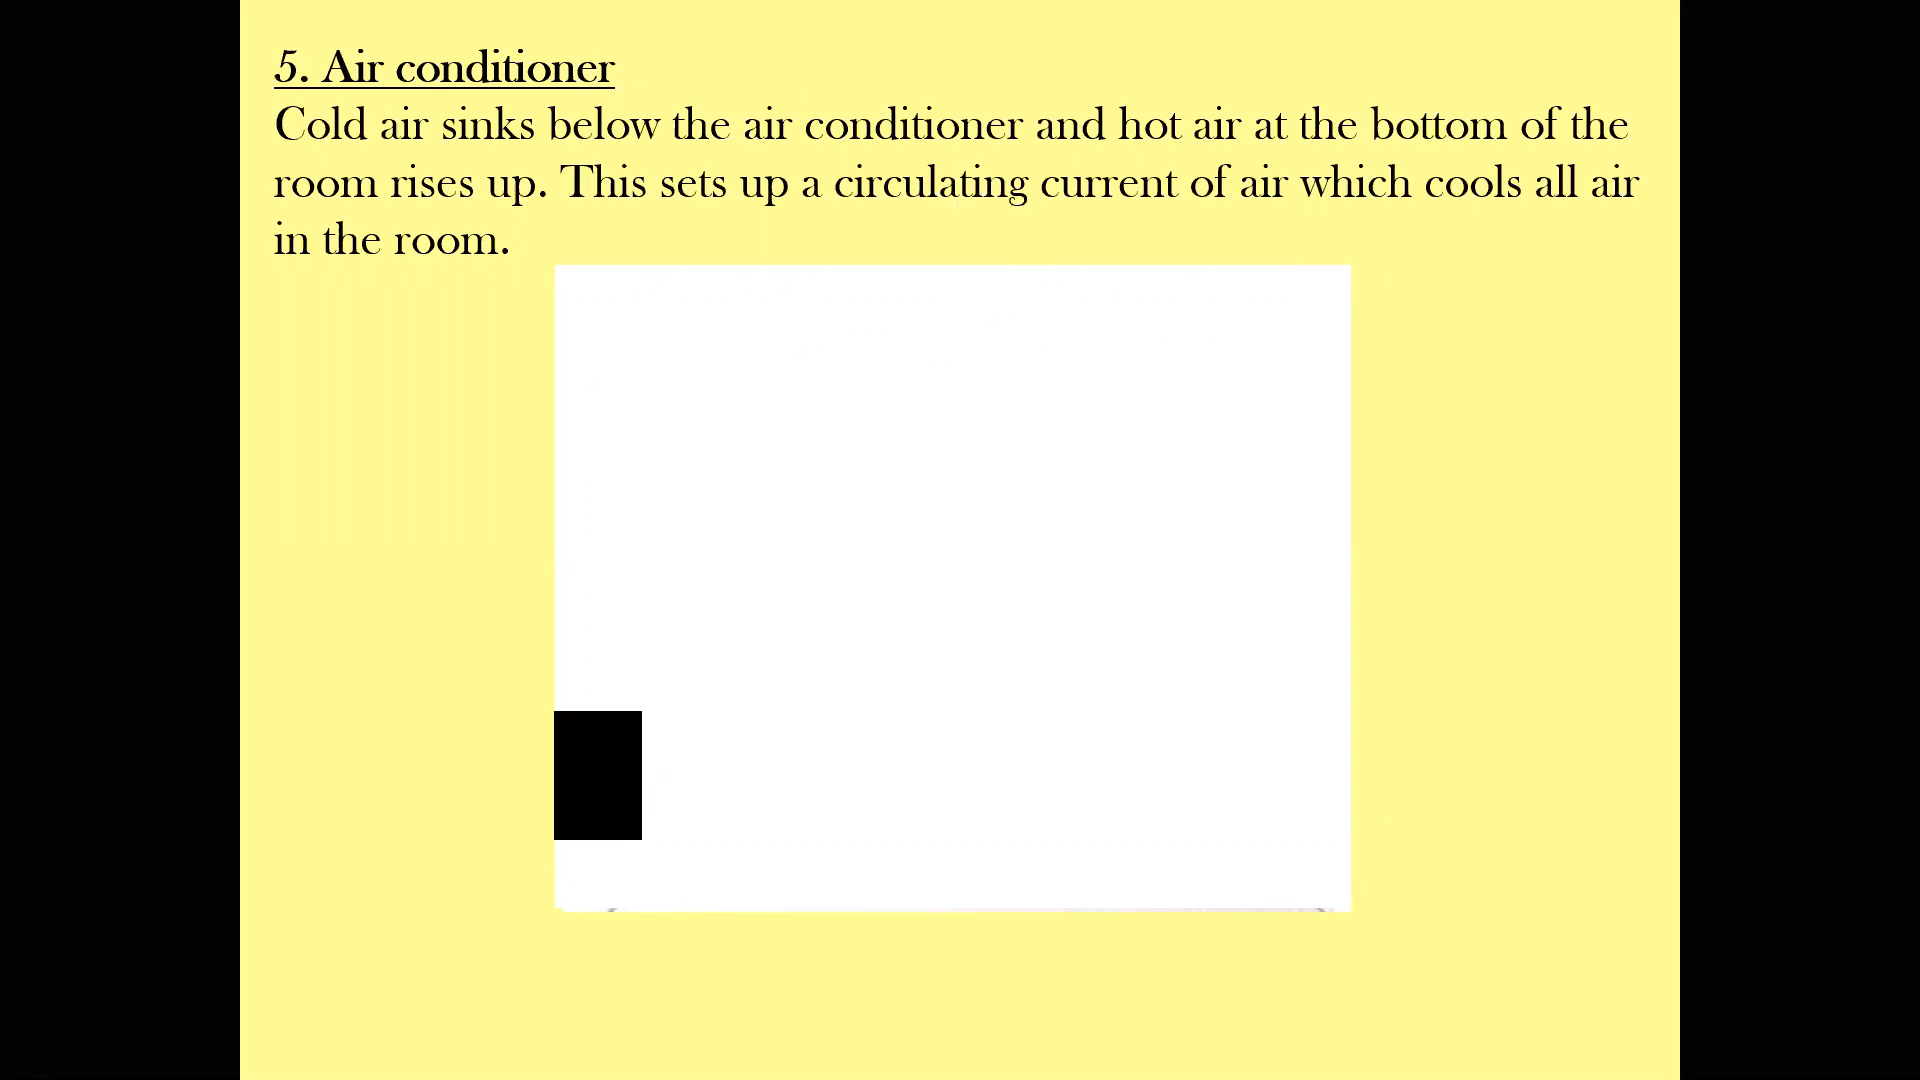 5. Air conditioner
Cold air sinks below the air conditioner and hot air at the bottom of the
room rises up. This sets up a circulating current of air which cools all air
in the room.